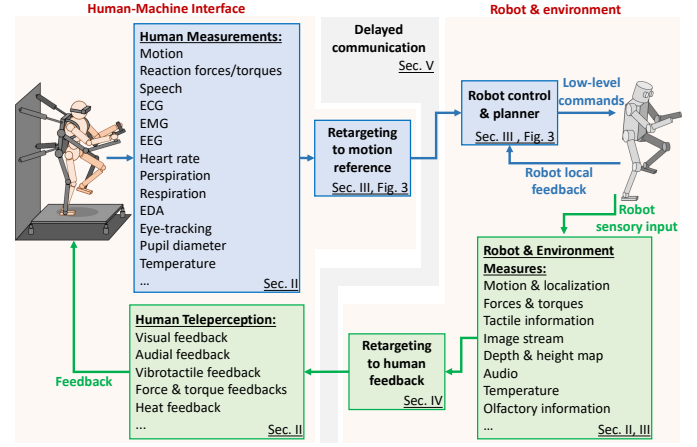 Human-Machine Interface
Human Measurements:
Motion
Reaction forces/torques
Speech
ECG
EMG
EEG
Heart rate
Perspiration
Respiration
EDA
Eye-tracking
Pupil diameter
Temperature
...
Sec. II
Retargeting
to motion
reference
Sec. III, Fig. 3
Delayed
communication
Sec. V
Robot & environment
Robot control
& planner
Sec. III , Fig. 3
Low-level
commands
Robot local
feedback
Robot
sensory input
Robot & Environment
Measures:
Motion & localization
Forces & torques
Tactile information
Image stream
Depth & height map
Audio
Temperature
Olfactory information
...
Sec. II, III
Retargeting
to human
feedback
Sec. IV
Human Teleperception:
Visual feedback
Audial feedback
Vibrotactile feedback
Force & torque feedbacks
Heat feedback
...
Sec. II
Feedback